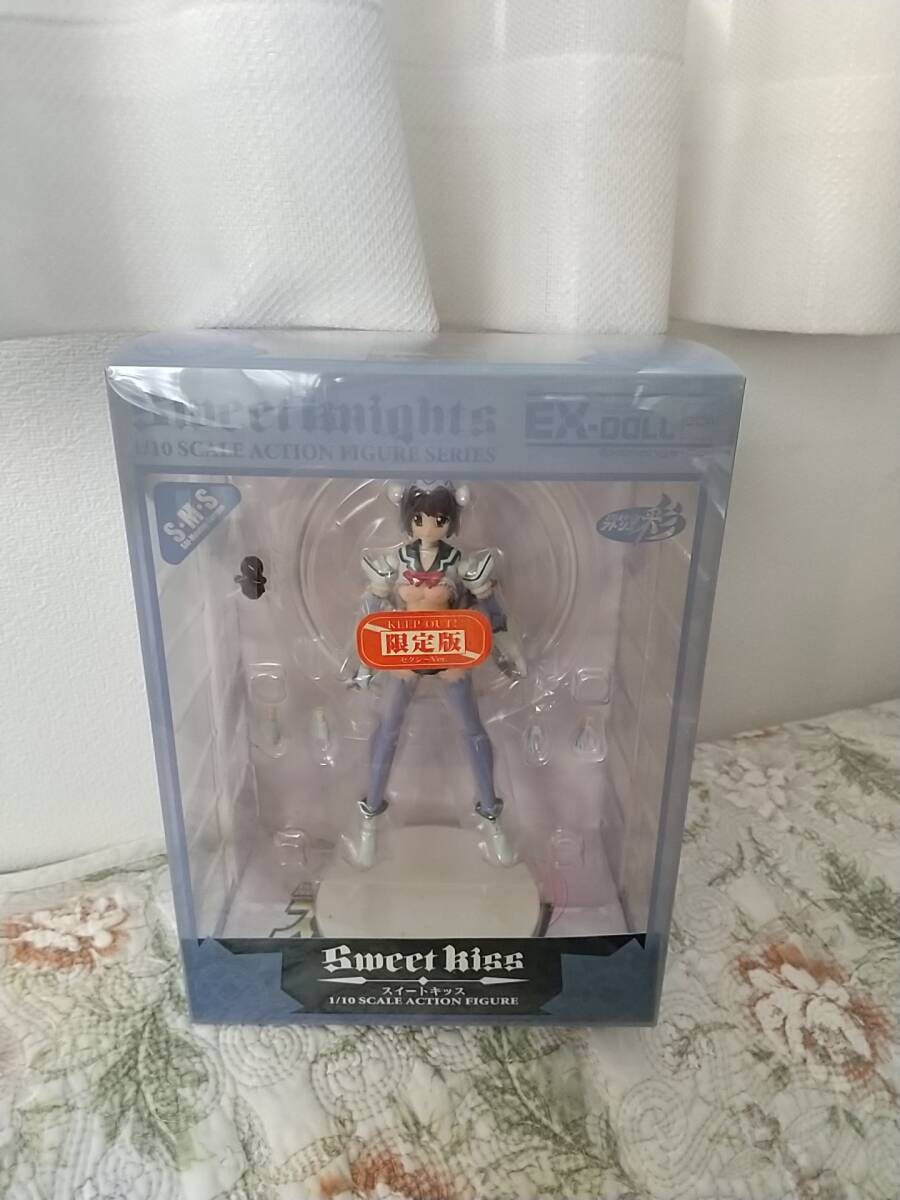 Sweet Knights
EX-DOLL
1/10 SCALE ACTION FIGURE SERIES
S·M·S
彩
KEEP OUT!
限定版
セクシーVer.
Sweet Kiss
スイートキッス
1/10 SCALE ACTION FIGURE